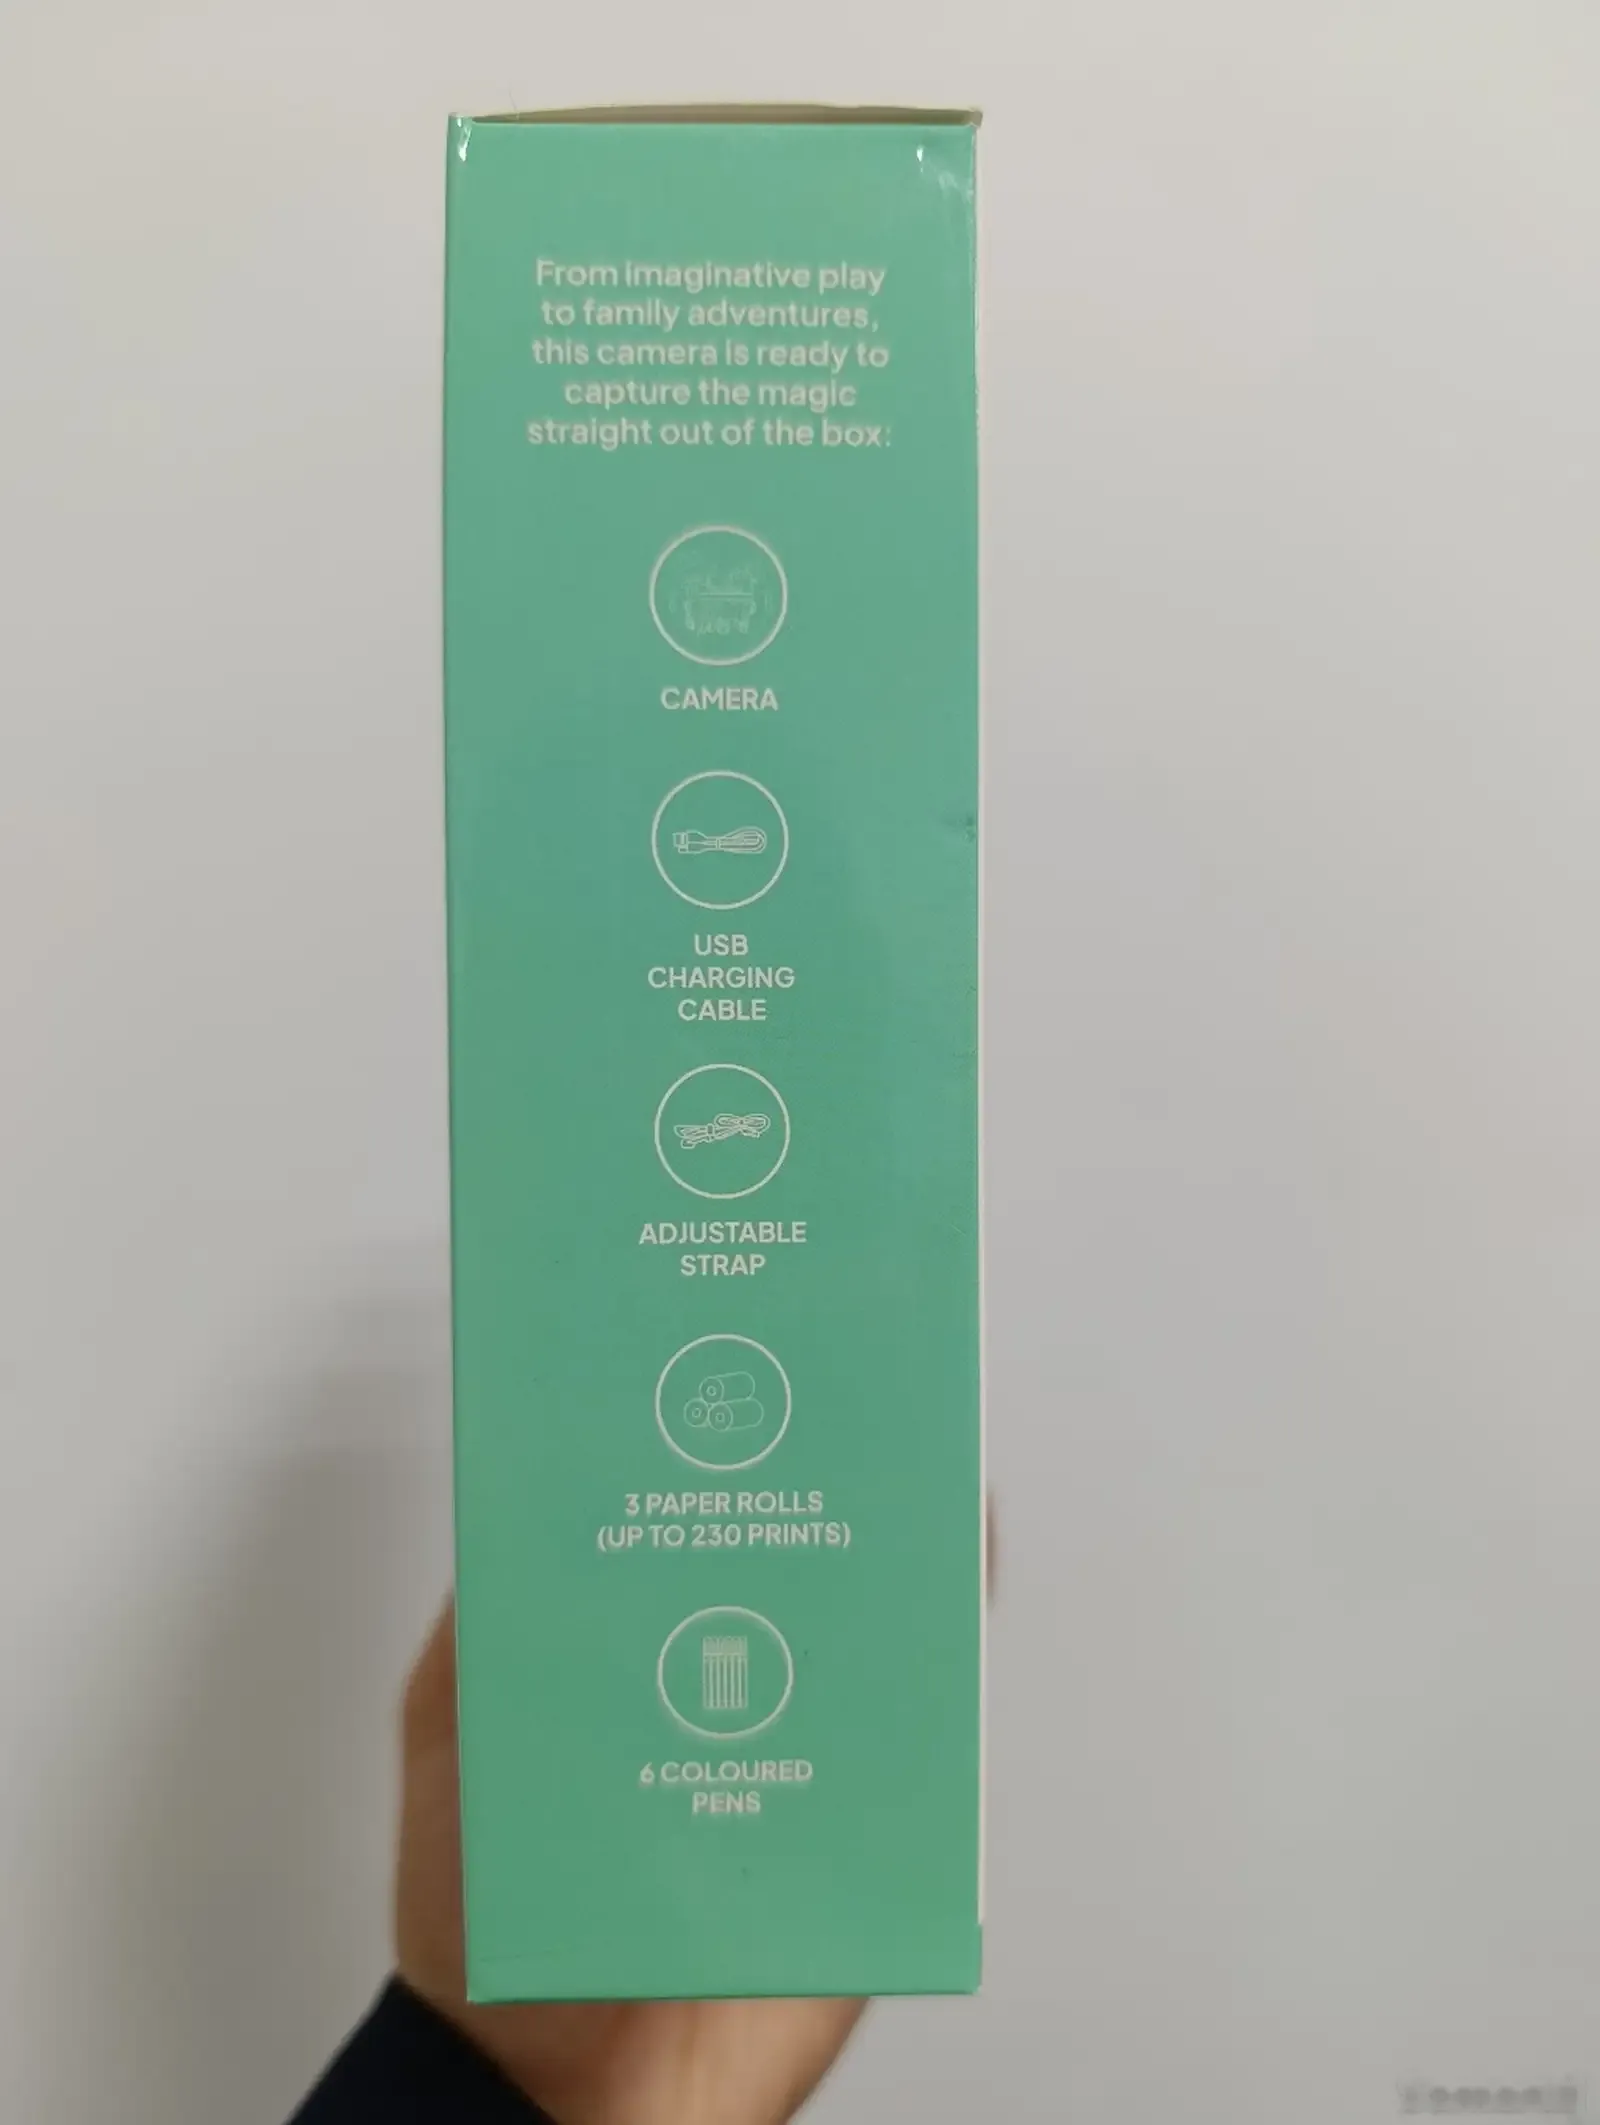 From imaginative play
to family adventures,
this camera is ready to
capture the magic
straight out of the box:
CAMERA
USB
CHARGING
CABLE
ADJUSTABLE
STRAP
3 PAPER ROLLS
(UP TO 230 PRINTS)
6 COLOURED
PENS